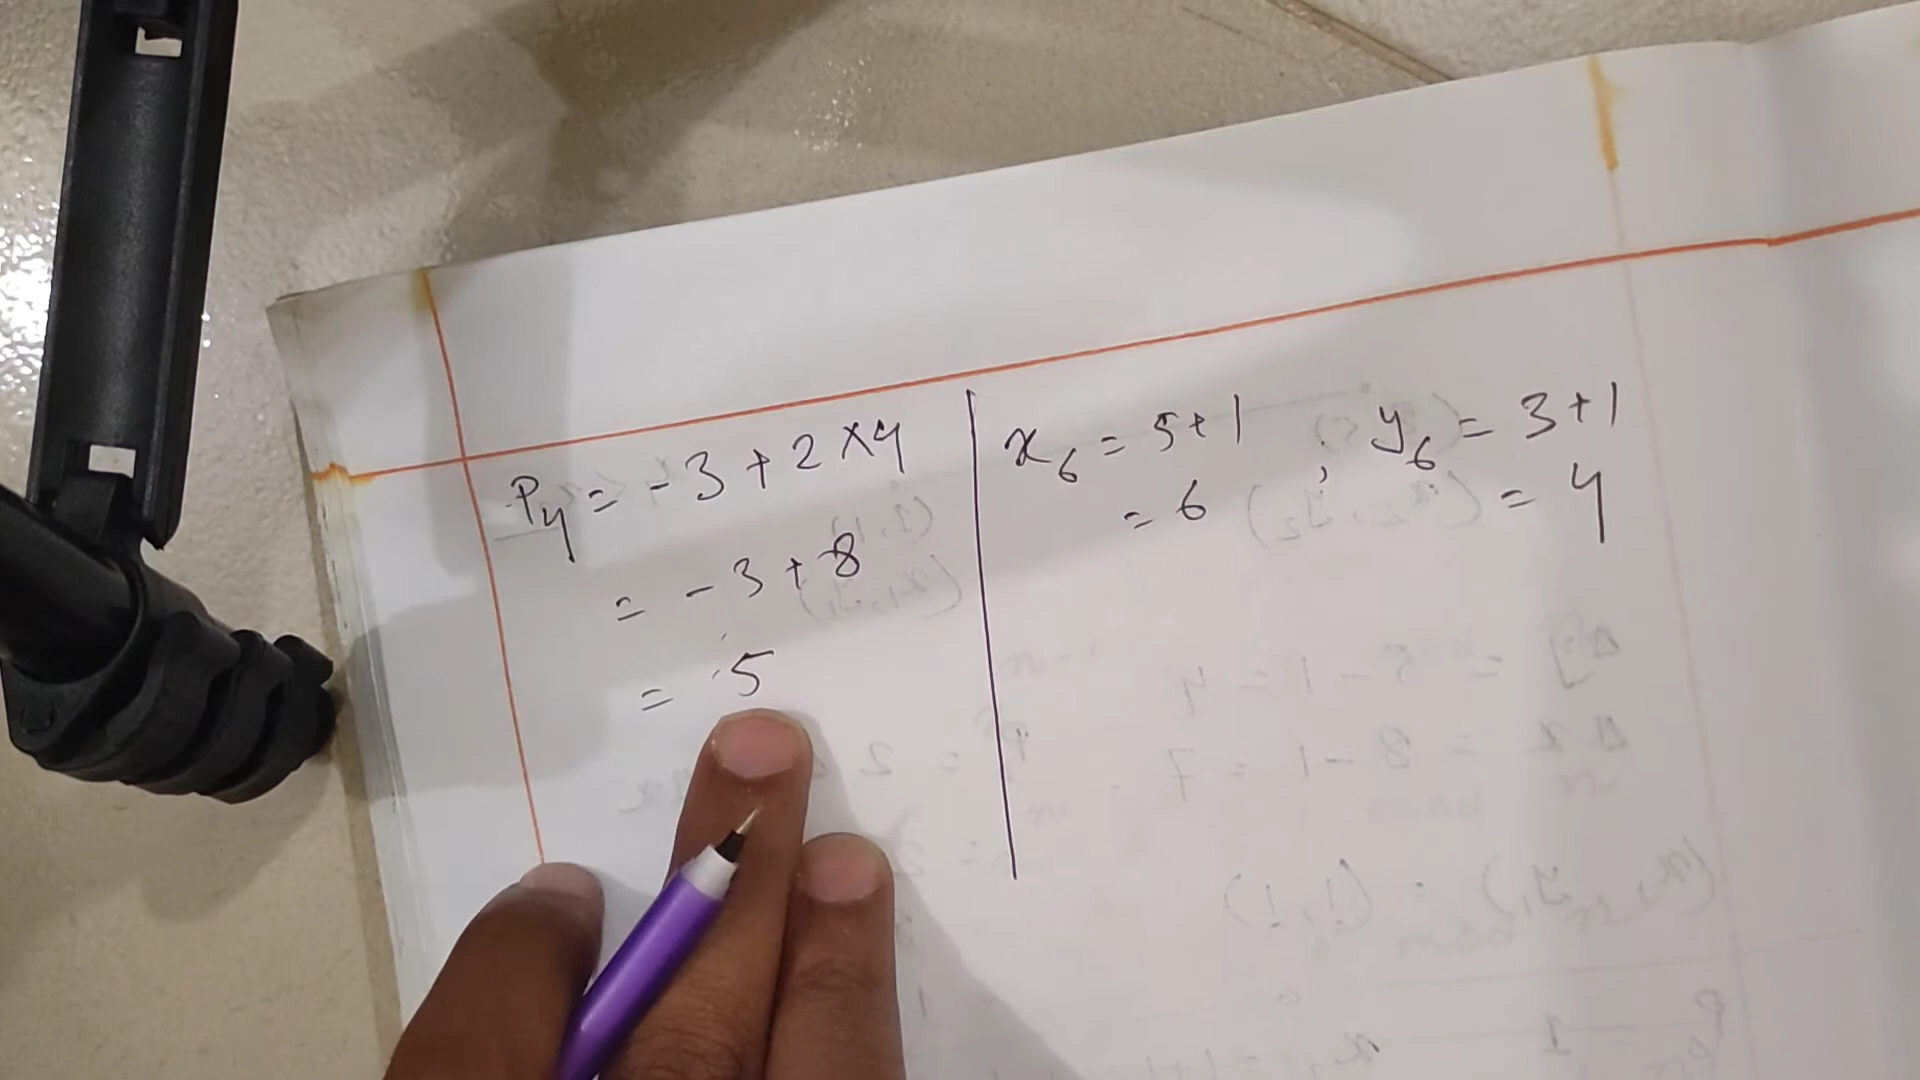 P4 = -3 + 2 × 4
= -3 + 8
= 5
x6 = 5+1 , y6 = 3+1
= 6 = 4